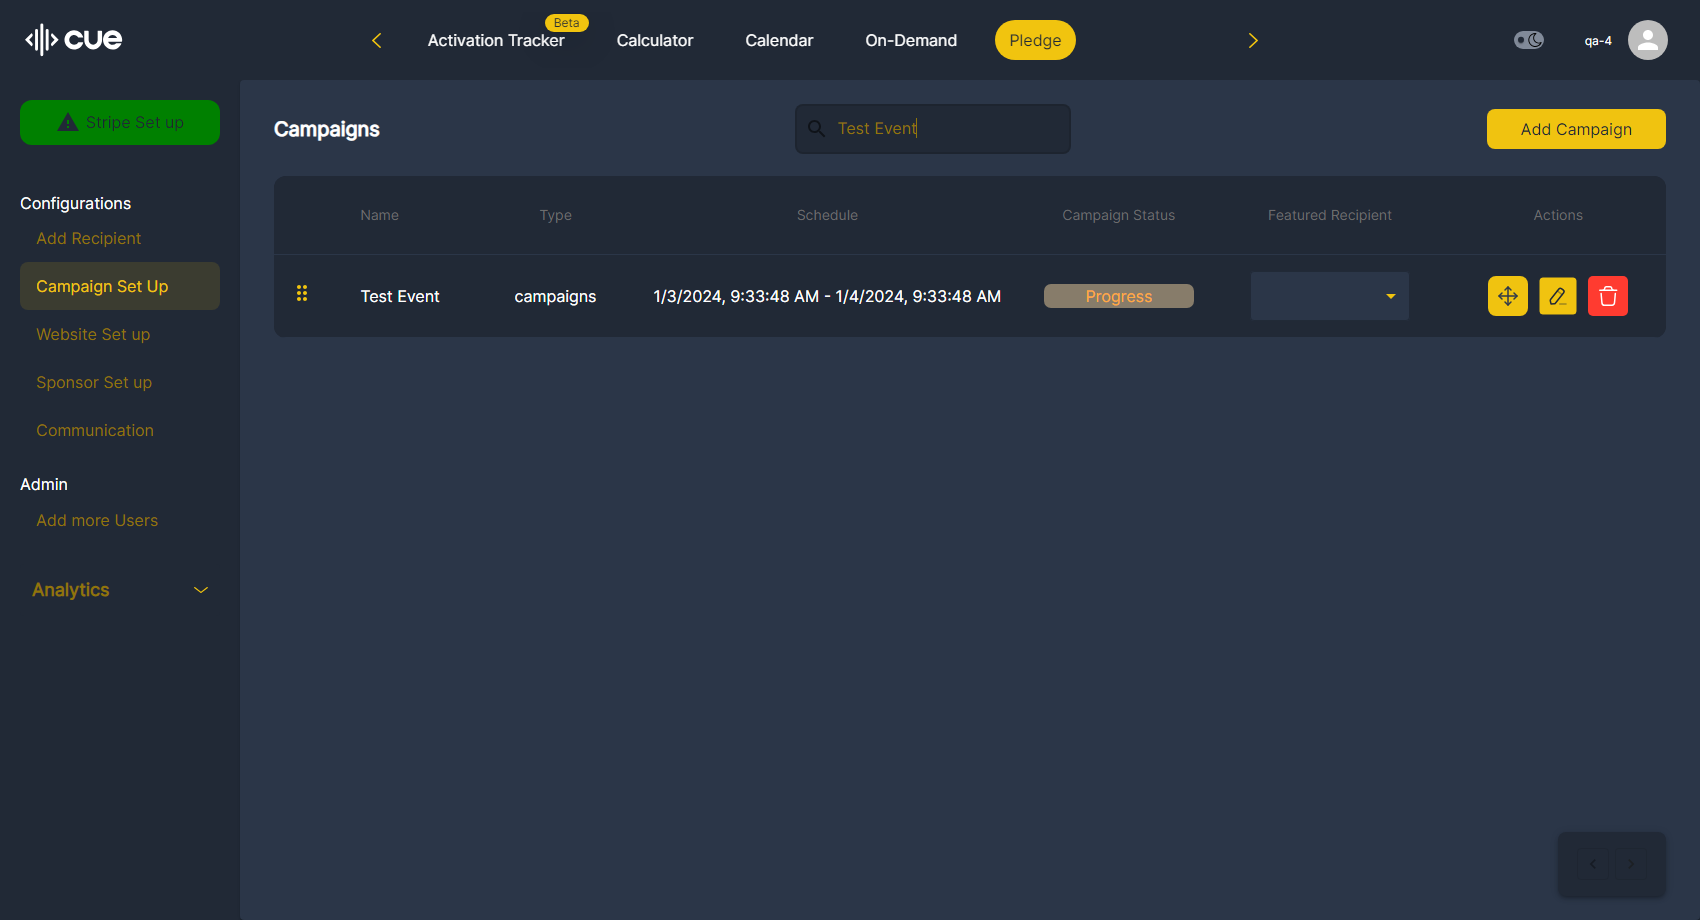 cue
Beta
Activation Tracker
Calculator
Calendar
On-Demand
Pledge
qa-4
Stripe Set up
Configurations
Add Recipient
Campaign Set Up
Website Set up
Sponsor Set up
Communication
Admin
Add more Users
Analytics
Campaigns
Test Event
Add Campaign
Name Type Schedule Campaign Status Featured Recipient Actions
Test Event campaigns 1/3/2024, 9:33:48 AM - 1/4/2024, 9:33:48 AM Progress